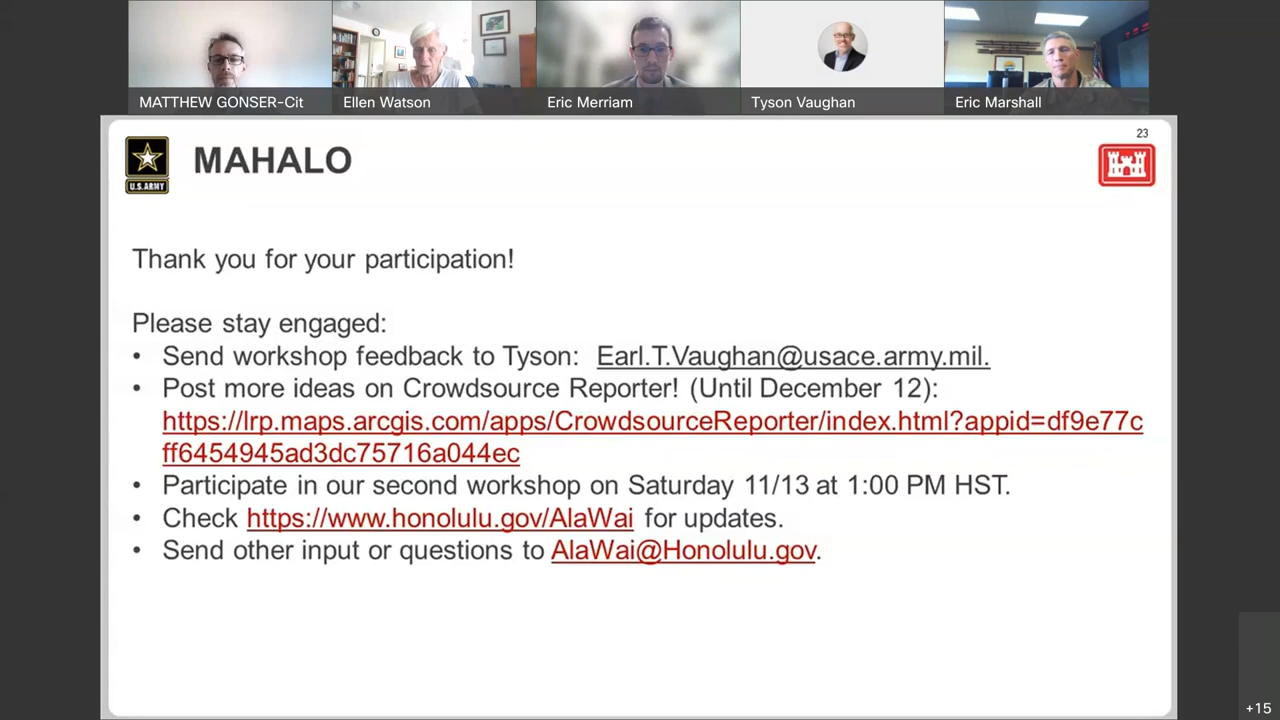 MATTHEW GONSER-Cit
Ellen Watson
Eric Merriam
Tyson Vaughan
Eric Marshall
23
U.S.ARMY
MAHALO
Thank you for your participation!
Please stay engaged:
• Send workshop feedback to Tyson: Earl.T.Vaughan@usace.army.mil.
• Post more ideas on Crowdsource Reporter! (Until December 12):
https://lrp.maps.arcgis.com/apps/CrowdsourceReporter/index.html?appid=df9e77c
ff6454945ad3dc75716a044ec
• Participate in our second workshop on Saturday 11/13 at 1:00 PM HST.
• Check https://www.honolulu.gov/AlaWai for updates.
• Send other input or questions to AlaWai@Honolulu.gov.
+15